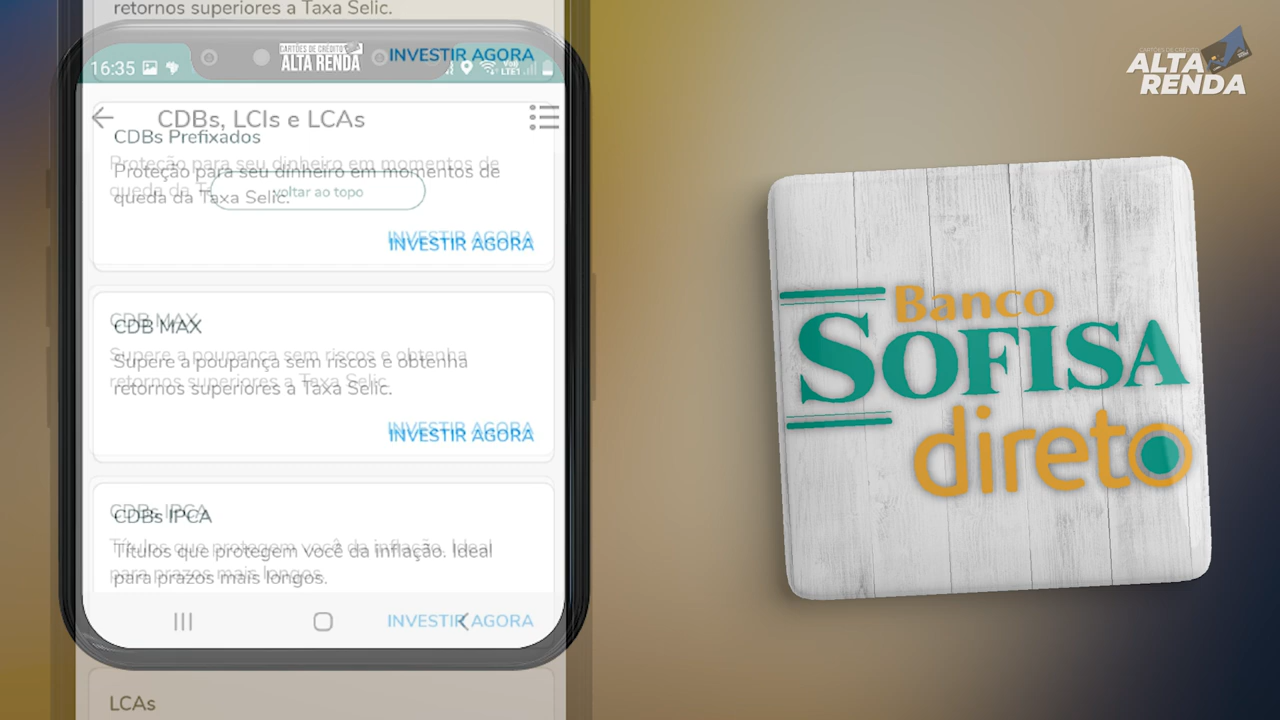 retornos superiores a Taxa Selic.
INVESTIR AGORA
CARTÕES DE CRÉDITO
ALTA RENDA
16:35
LTE1
CDBs, LCIs e LCAs
CDBs Prefixados
Proteção para seu dinheiro em momentos de
queda da Taxa Selic.
voltar ao topo
INVESTIR AGORA
CDB MAX
Supere a poupança sem riscos e obtenha
retornos superiores a Taxa Selic.
INVESTIR AGORA
CDBs IPCA
Títulos que protegem você da inflação. Ideal
para prazos mais longos.
INVESTIR AGORA
LCAs
CARTÕES DE CRÉDITO
ALTA
RENDA
Banco
SOFISA
direto